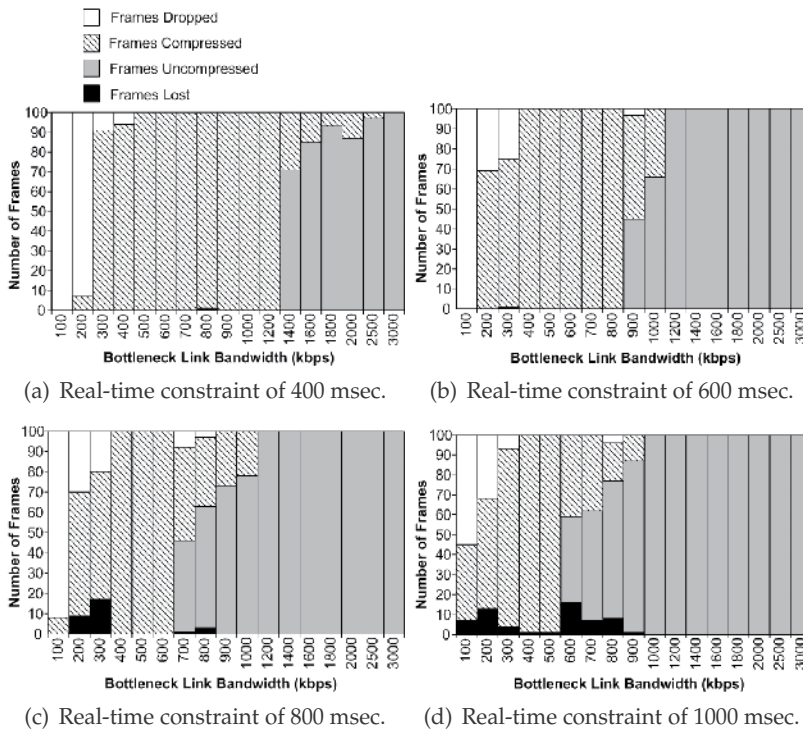 Frames Dropped
Frames Compressed
Frames Uncompressed
Frames Lost
Number of Frames
100
90
80
70
60
50
40
30
20
10
0
100 200 300 400 500 600 700 800 900 1000 1200 1400 1600 1800 2000 2500 3000
Bottleneck Link Bandwidth (kbps)
(a) Real-time constraint of 400 msec.
Number of Frames
100
90
80
70
60
50
40
30
20
10
0
100 200 300 400 500 600 700 800 900 1000 1200 1400 1600 1800 2000 2500 3000
Bottleneck Link Bandwidth (kbps)
(b) Real-time constraint of 600 msec.
Number of Frames
100
90
80
70
60
50
40
30
20
10
0
100 200 300 400 500 600 700 800 900 1000 1200 1400 1600 1800 2000 2500 3000
Bottleneck Link Bandwidth (kbps)
(c) Real-time constraint of 800 msec.
Number of Frames
100
90
80
70
60
50
40
30
20
10
0
100 200 300 400 500 600 700 800 900 1000 1200 1400 1600 1800 2000 2500 3000
Bottleneck Link Bandwidth (kbps)
(d) Real-time constraint of 1000 msec.